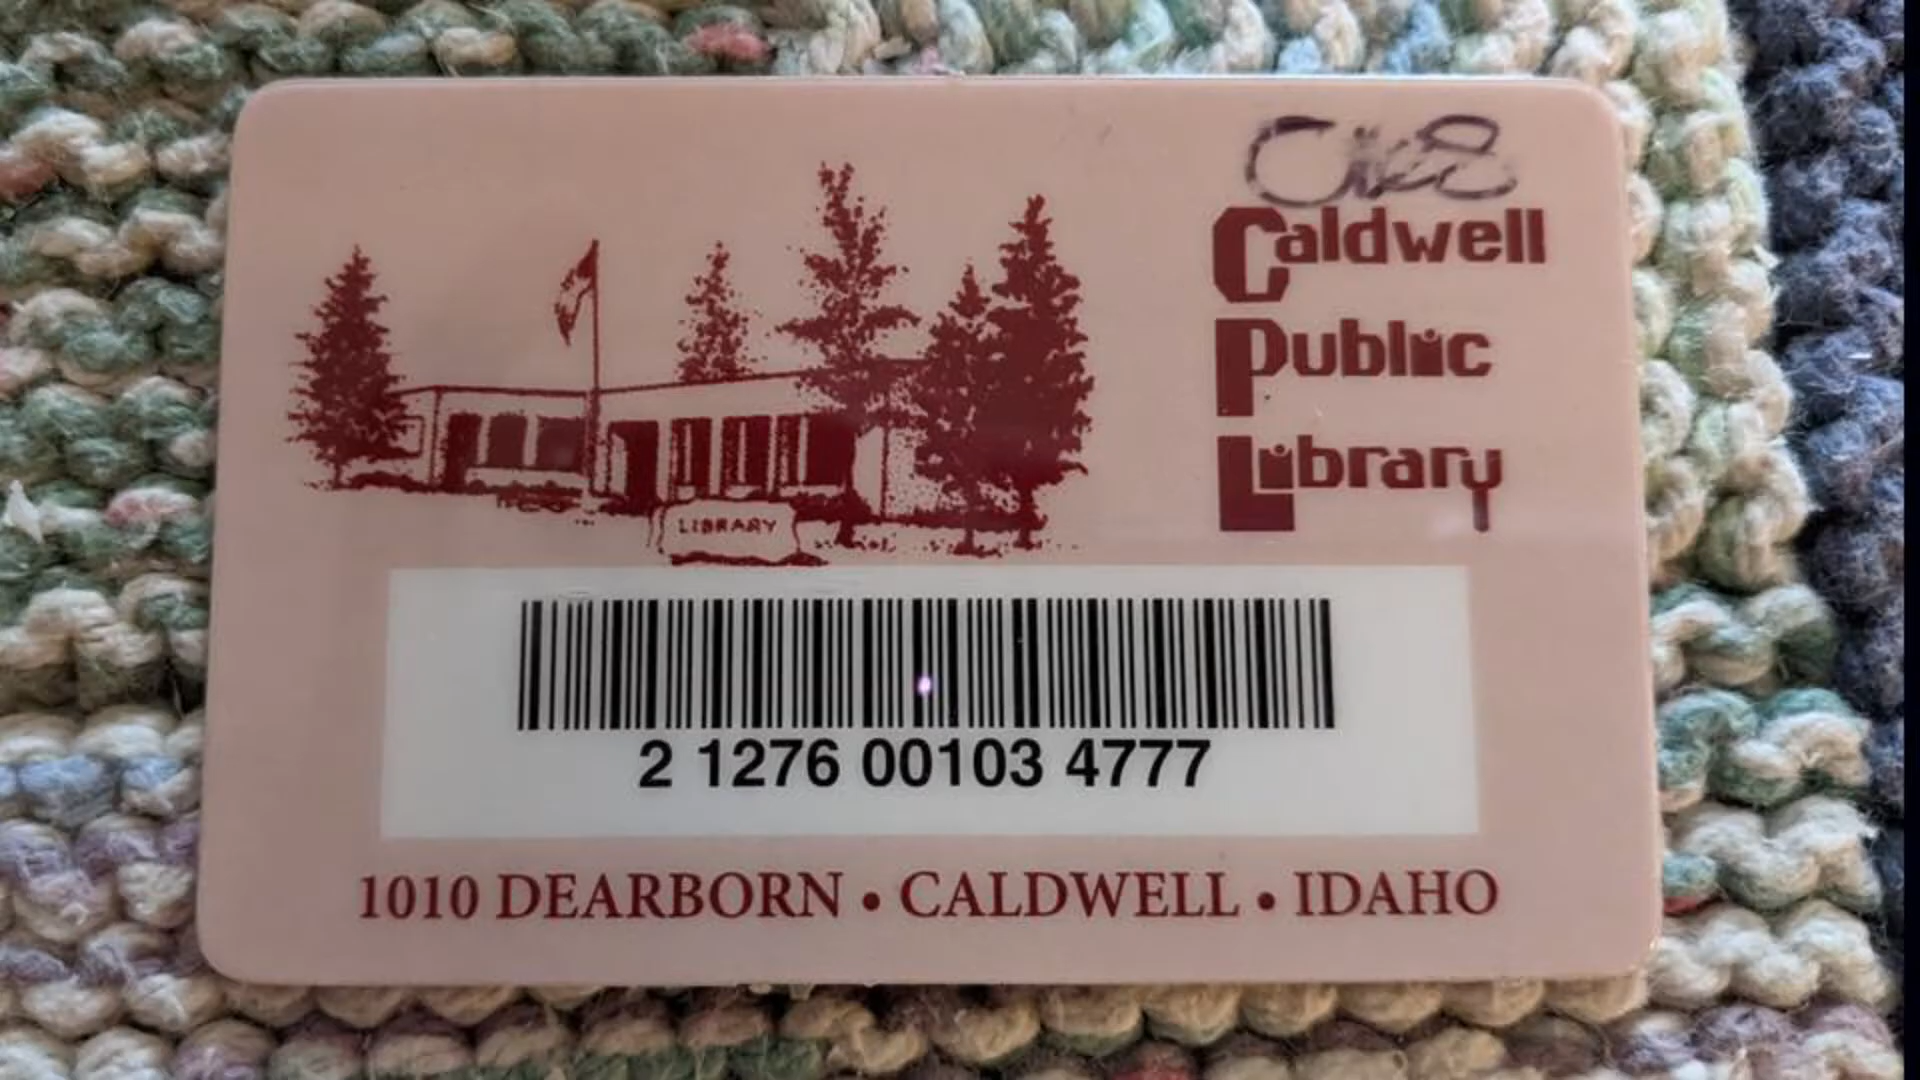 Caldwell
Public
Library
LIBRARY
2 1276 00103 4777
1010 DEARBORN • CALDWELL • IDAHO